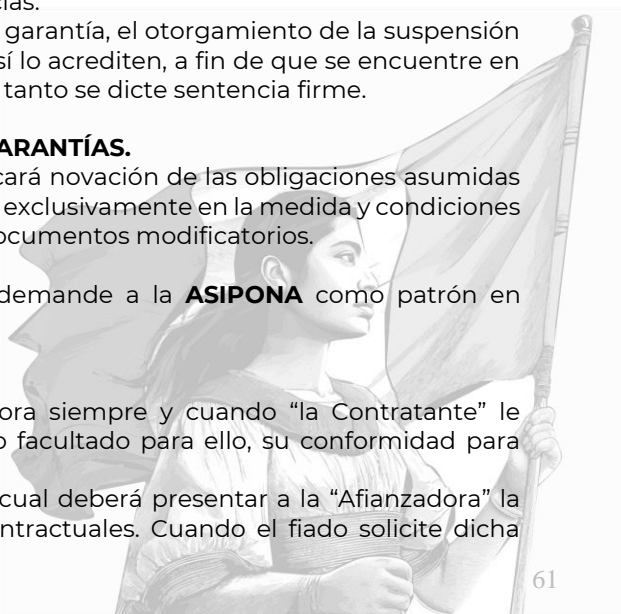 cias.
garantía, el otorgamiento de la suspensión
sí lo acrediten, a fin de que se encuentre en
tanto se dicte sentencia firme.
ARANTÍAS.
cará novación de las obligaciones asumidas
exclusivamente en la medida y condiciones
ocumentos modificatorios.
demande a la ASIPONA como patrón en
ora siempre y cuando “la Contratante” le
o facultado para ello, su conformidad para
cual deberá presentar a la “Afianzadora” la
ntractuales. Cuando el fiado solicite dicha
61